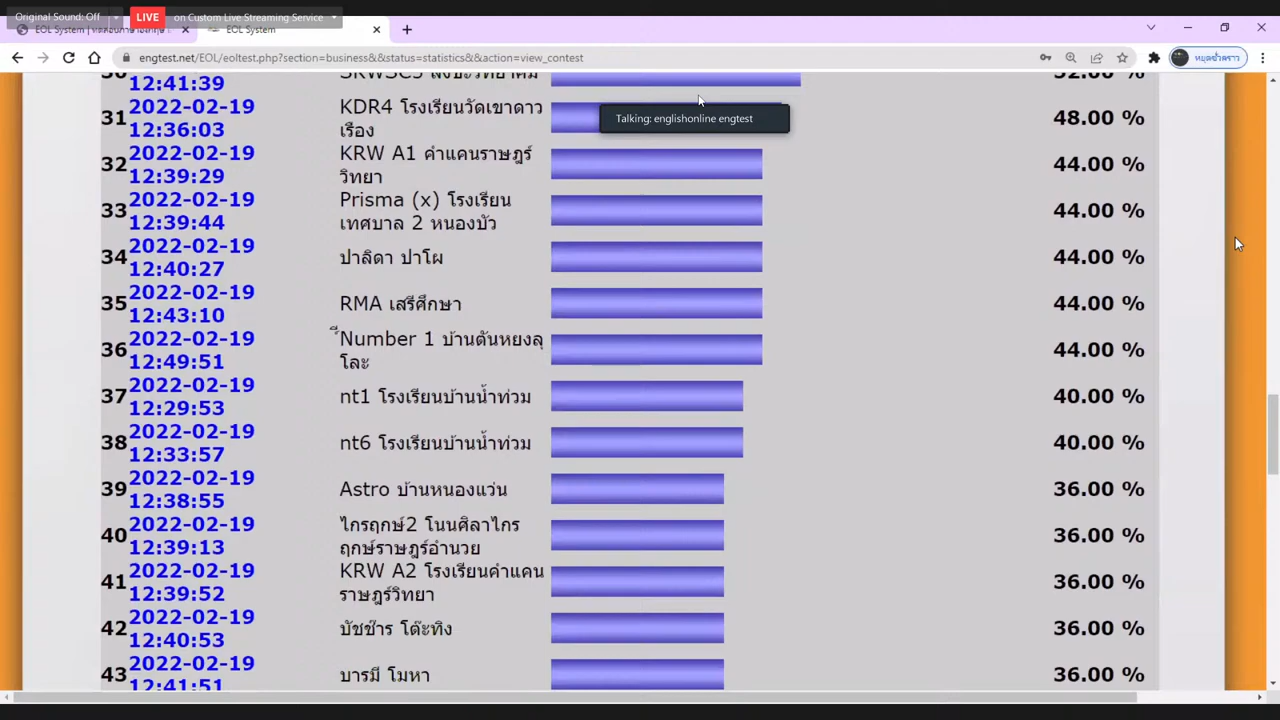 Original Sound: Off
LIVE
on Custom Live Streaming Service
EOL System
EOL System
engtest.net/EOL/eoltest.php?section=business&&status=statistics&&action=view_contest
หยุดชั่วคราว
30
12:41:39
52.00 %
31
2022-02-19
12:36:03
KDR4 โรงเรียนวัดเขาดาว
เรือง
48.00 %
Talking: englishonline engtest
32
2022-02-19
12:39:29
KRW A1 คำแคนราษฎร์
วิทยา
44.00 %
33
2022-02-19
12:39:44
Prisma (x) โรงเรียน
เทศบาล 2 หนองบัว
44.00 %
34
2022-02-19
12:40:27
ปาลิดา ปาโผ
44.00 %
35
2022-02-19
12:43:10
RMA เสรีศึกษา
44.00 %
36
2022-02-19
12:49:51
ี่Number 1 บ้านตันหยงลุ
โละ
44.00 %
37
2022-02-19
12:29:53
nt1 โรงเรียนบ้านน้ำท่วม
40.00 %
38
2022-02-19
12:33:57
nt6 โรงเรียนบ้านน้ำท่วม
40.00 %
39
2022-02-19
12:38:55
Astro บ้านหนองแว่น
36.00 %
40
2022-02-19
12:39:13
ไกรฤกษ์2 โนนศิลาไกร
ฤกษ์ราษฎร์อำนวย
36.00 %
41
2022-02-19
12:39:52
KRW A2 โรงเรียนคำแคน
ราษฎร์วิทยา
36.00 %
42
2022-02-19
12:40:53
บัชช๊าร โต๊ะทิง
36.00 %
43
2022-02-19
12:41:51
บารมี โมหา
36.00 %